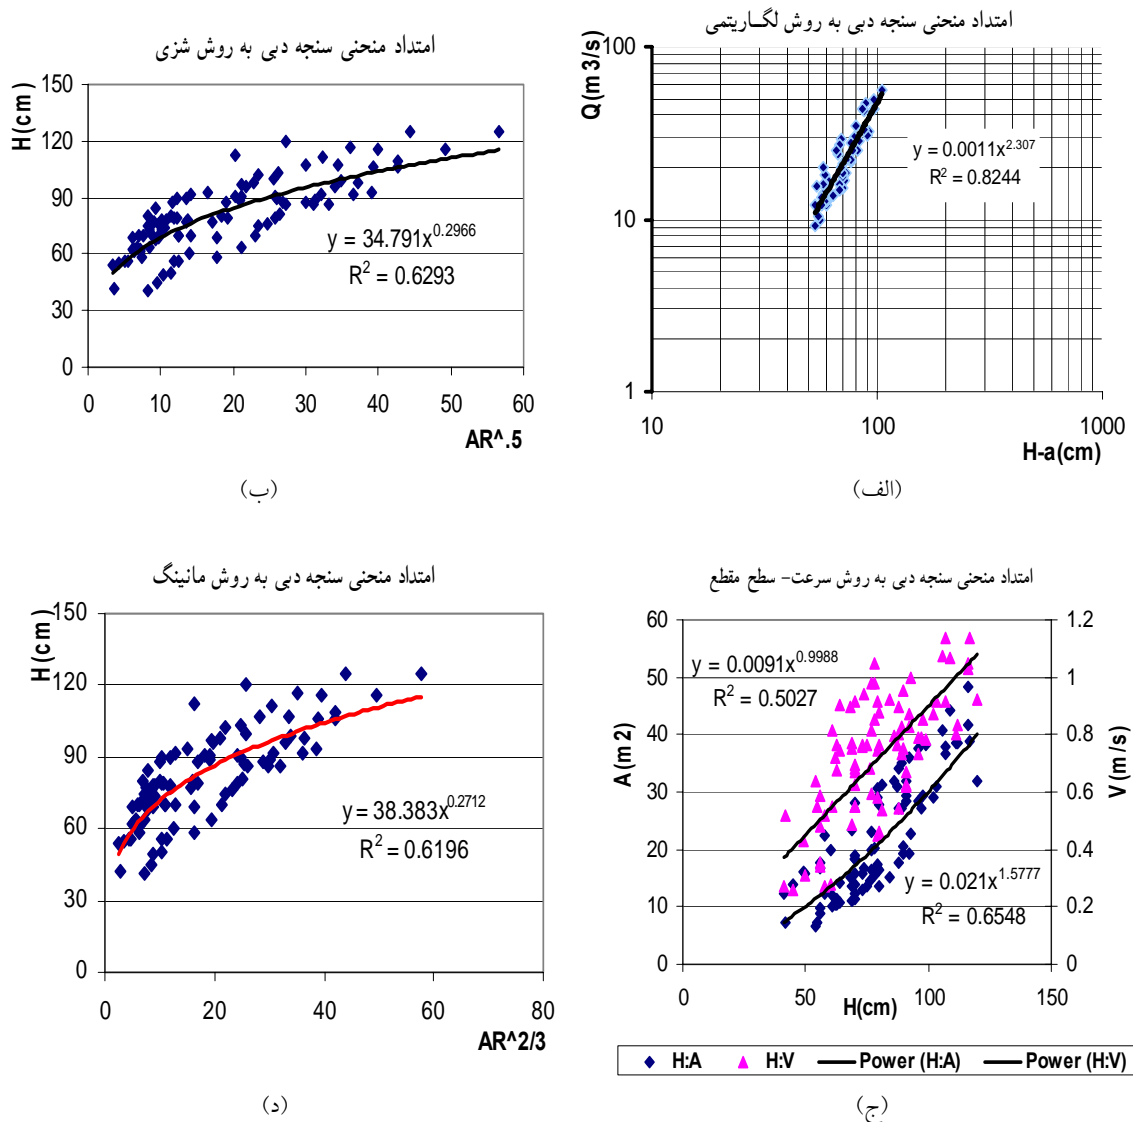 امتداد منحنی سنجه دبی به روش لگاریتمی
Q(m3/s)
100
10
1
y = 0.0011x^2.307
R² = 0.8244
10 100 1000
H-a(cm)
(الف)
امتداد منحنی سنجه دبی به روش شزی
H(cm)
150
120
90
60
30
0
y = 34.791x^0.2966
R² = 0.6293
0 10 20 30 40 50 60
AR^.5
(ب)
امتداد منحنی سنجه دبی به روش سرعت- سطح مقطع
A(m2)
60
50
40
30
20
10
0
y = 0.0091x^0.9988
R² = 0.5027
y = 0.021x^1.5777
R² = 0.6548
1.2
1
0.8
0.6
0.4
0.2
0
V(m/s)
0 50 100 150
H(cm)
H:A H:V Power (H:A) Power (H:V)
(ج)
امتداد منحنی سنجه دبی به روش مانینگ
H(cm)
150
120
90
60
30
0
y = 38.383x^0.2712
R² = 0.6196
0 20 40 60 80
AR^2/3
(د)